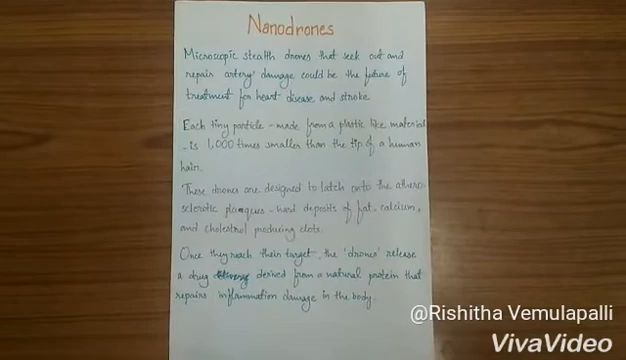 Nanodrones
Microscopic stealth drones that seek out and
repair artery damage could be the future of
treatment for heart disease and stroke.
Each tiny particle - made from a plastic like material
- is 1,000 times smaller than the tip of a human
hair.
These drones are designed to latch onto the athero-
sclerotic plaques - hard deposits of fat, calcium,
and cholestrol producing clots.
Once they reach their target, the 'drones' release
a drug derived from a natural protein that
repairs inflammation damage in the body.
@Rishitha Vemulapalli
VivaVideo